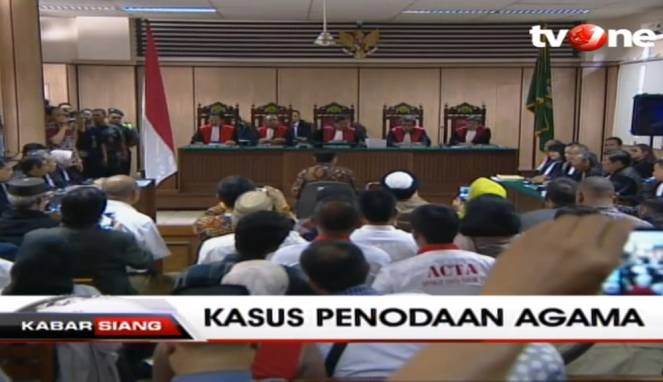 tvOne
ACTA
KABAR SIANG
KASUS PENODAAN AGAMA